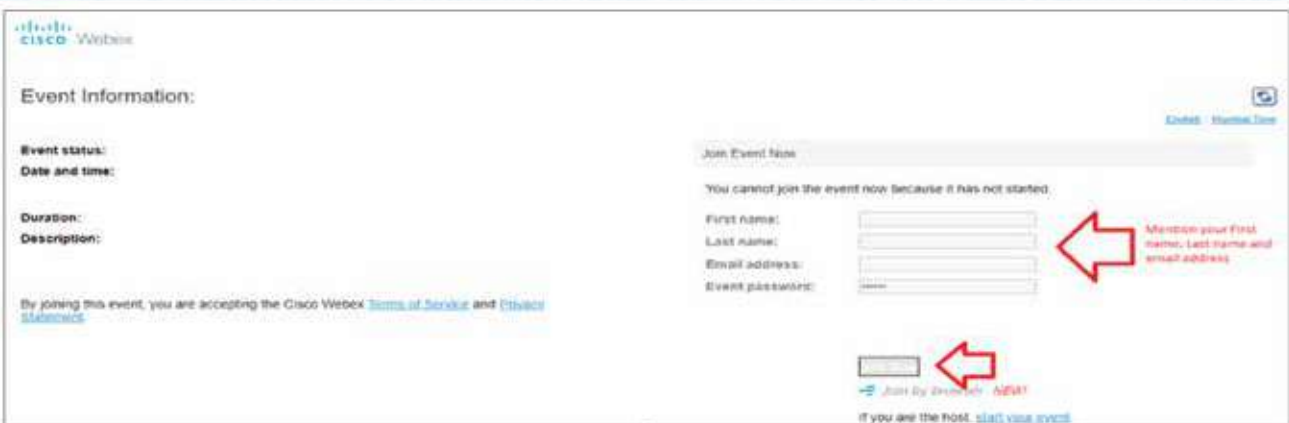 CISCO Webex
Event Information:
English : Mumbai Time
Event status:
Date and time:
Duration:
Description:
By joining this event, you are accepting the Cisco Webex Terms of Service and Privacy
Statement.
Join Event Now
You cannot join the event now because it has not started.
First name:
Last name:
Email address:
Event password:
Mention your First
name, Last name and
email address
Join by Browser NEW!
If you are the host, start your event.